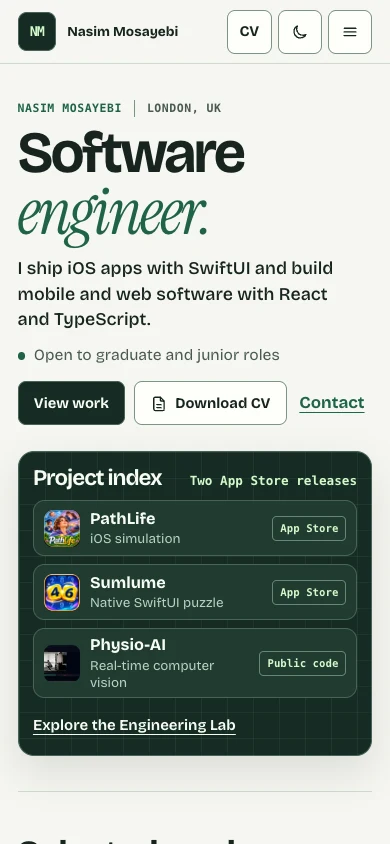 NM
Nasim Mosayebi
CV
NASIM MOSAYEBI
LONDON, UK
Software
engineer.
I ship iOS apps with SwiftUI and build
mobile and web software with React
and TypeScript.
Open to graduate and junior roles
View work
Download CV
Contact
Project index
Two App Store releases
PathLife
PathLife
iOS simulation
App Store
46
Sumlume
Native SwiftUI puzzle
App Store
Physio-AI
Real-time computer
vision
Public code
Explore the Engineering Lab